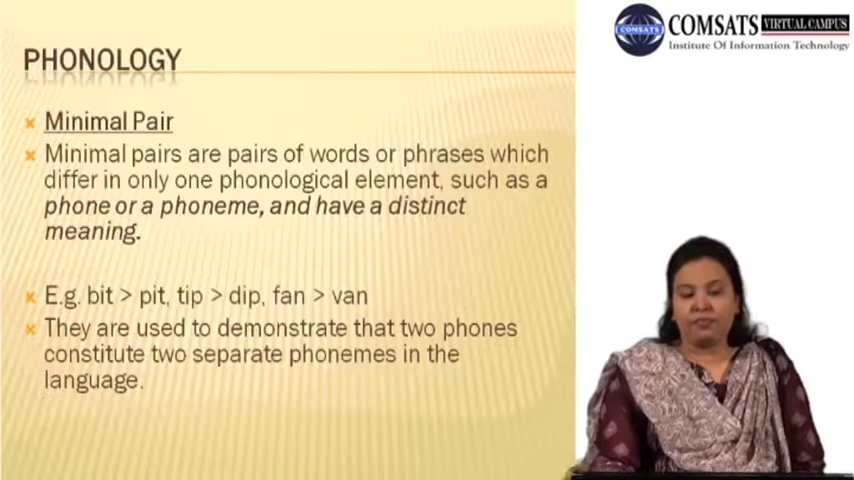 COMSATS VIRTUAL CAMPUS
COMSATS
Institute Of Information Technology
PHONOLOGY
Minimal Pair
Minimal pairs are pairs of words or phrases which
differ in only one phonological element, such as a
phone or a phoneme, and have a distinct
meaning.
E.g. bit > pit, tip > dip, fan > van
They are used to demonstrate that two phones
constitute two separate phonemes in the
language.